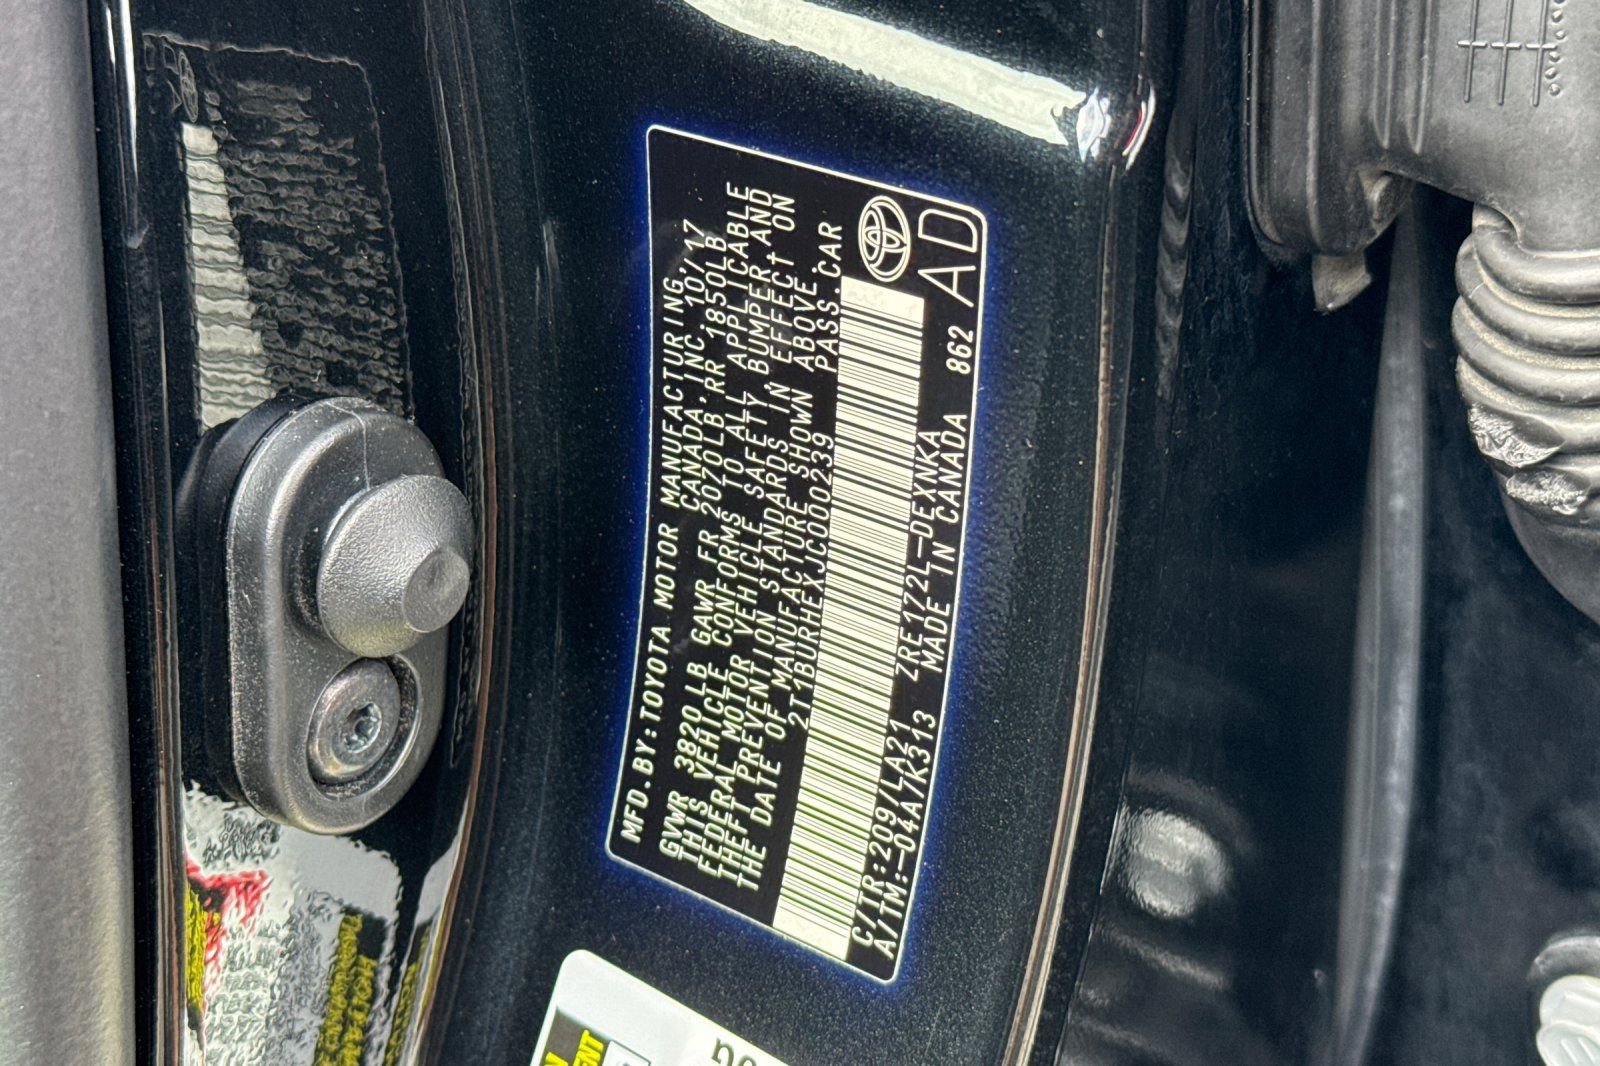 MFD.BY:TOYOTA MOTOR MANUFACTURING,
CANADA,INC.10/17
GVWR 3820 LB GAWR FR 2070LB RR 1850LB
THIS VEHICLE CONFORMS TO ALL APPLICABLE
FEDERAL MOTOR VEHICLE SAFETY, BUMPER,AND
THEFT PREVENTION STANDARDS IN EFFECT ON
THE DATE OF MANUFACTURE SHOWN ABOVE.
2T1BURHEXJC000239 PASS.CAR
C/TR:209/LA21 ZRE172L-DEXNKA 862 AD
A/TM:-04A/K313 MADE IN CANADA